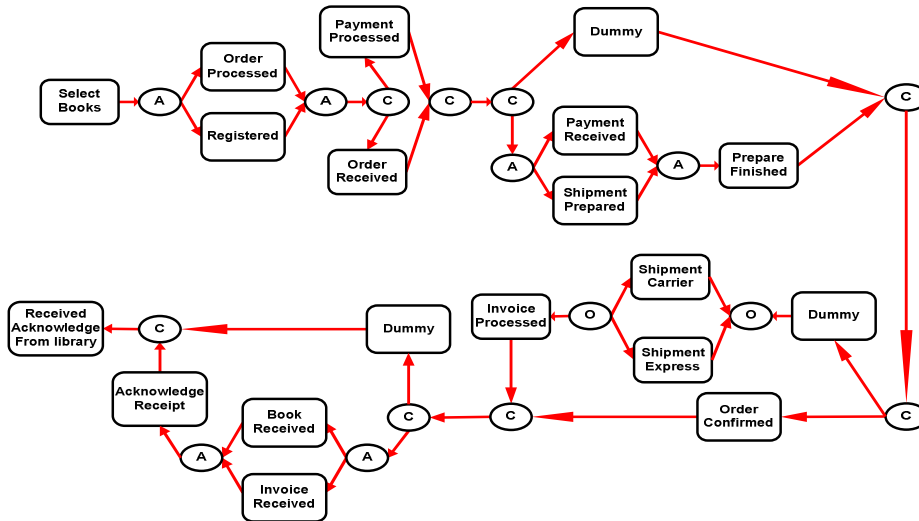 Select
Books
A
Order
Processed
Registered
A
C
Payment
Processed
Order
Received
C
C
Dummy
A
Payment
Received
Shipment
Prepared
A
Prepare
Finished
C
C
Dummy
Order
Confirmed
O
Shipment
Carrier
Shipment
Express
O
Invoice
Processed
C
C
Dummy
A
Book
Received
Invoice
Received
A
Acknowledge
Receipt
C
Received
Acknowledge
From library